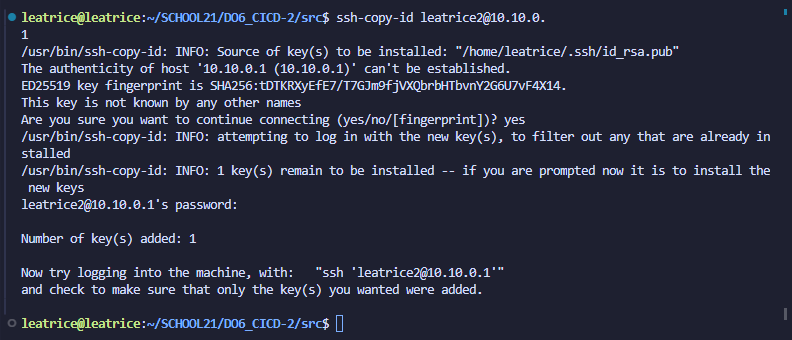 leatrice@leatrice:~/SCHOOL21/DO6_CICD-2/src$ ssh-copy-id leatrice2@10.10.0.
1
/usr/bin/ssh-copy-id: INFO: Source of key(s) to be installed: "/home/leatrice/.ssh/id_rsa.pub"
The authenticity of host '10.10.0.1 (10.10.0.1)' can't be established.
ED25519 key fingerprint is SHA256:tDTKRXyEfE7/T7GJm9fjVXQbrbHTbvnY2G6U7vF4X14.
This key is not known by any other names
Are you sure you want to continue connecting (yes/no/[fingerprint])? yes
/usr/bin/ssh-copy-id: INFO: attempting to log in with the new key(s), to filter out any that are already in
stalled
/usr/bin/ssh-copy-id: INFO: 1 key(s) remain to be installed -- if you are prompted now it is to install the
 new keys
leatrice2@10.10.0.1's password:
Number of key(s) added: 1
Now try logging into the machine, with:   "ssh 'leatrice2@10.10.0.1'"
and check to make sure that only the key(s) you wanted were added.
leatrice@leatrice:~/SCHOOL21/DO6_CICD-2/src$